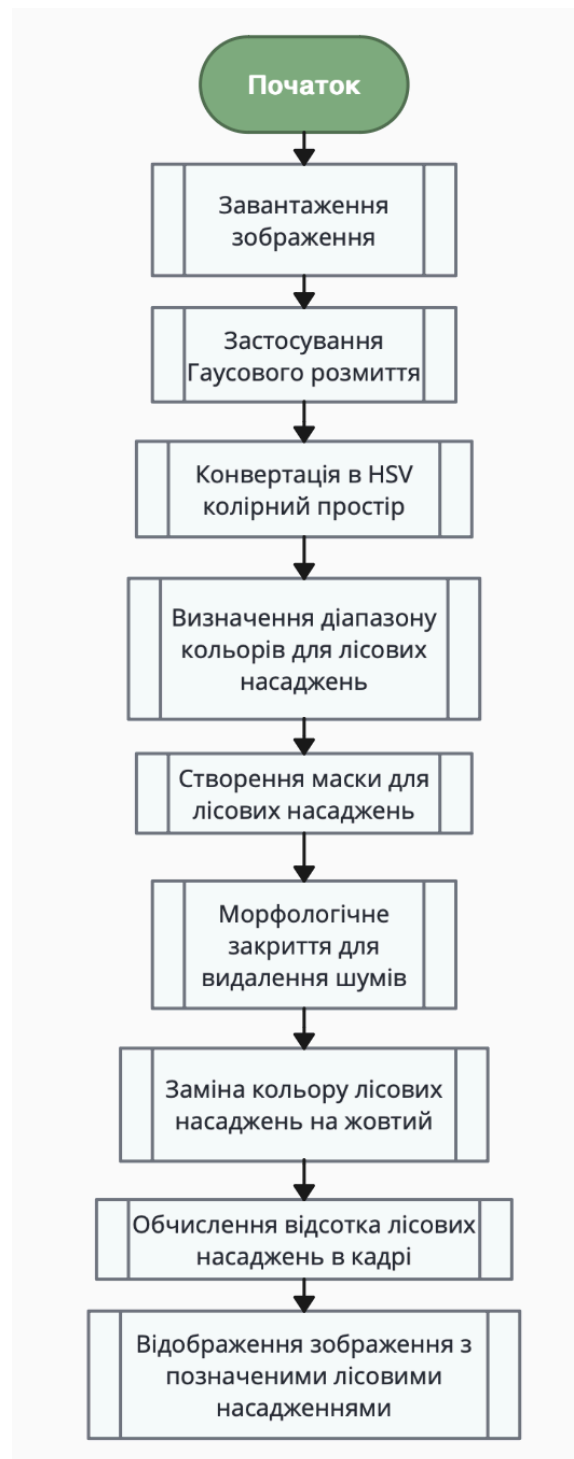 Початок
Завантаження
зображення
Застосування
Гаусового розмиття
Конвертація в HSV
колірний простір
Визначення діапазону
кольорів для лісових
насаджень
Створення маски для
лісових насаджень
Морфологічне
закриття для
видалення шумів
Заміна кольору лісових
насаджень на жовтий
Обчислення відсотка лісових
насаджень в кадрі
Відображення зображення з
позначеними лісовими
насадженнями